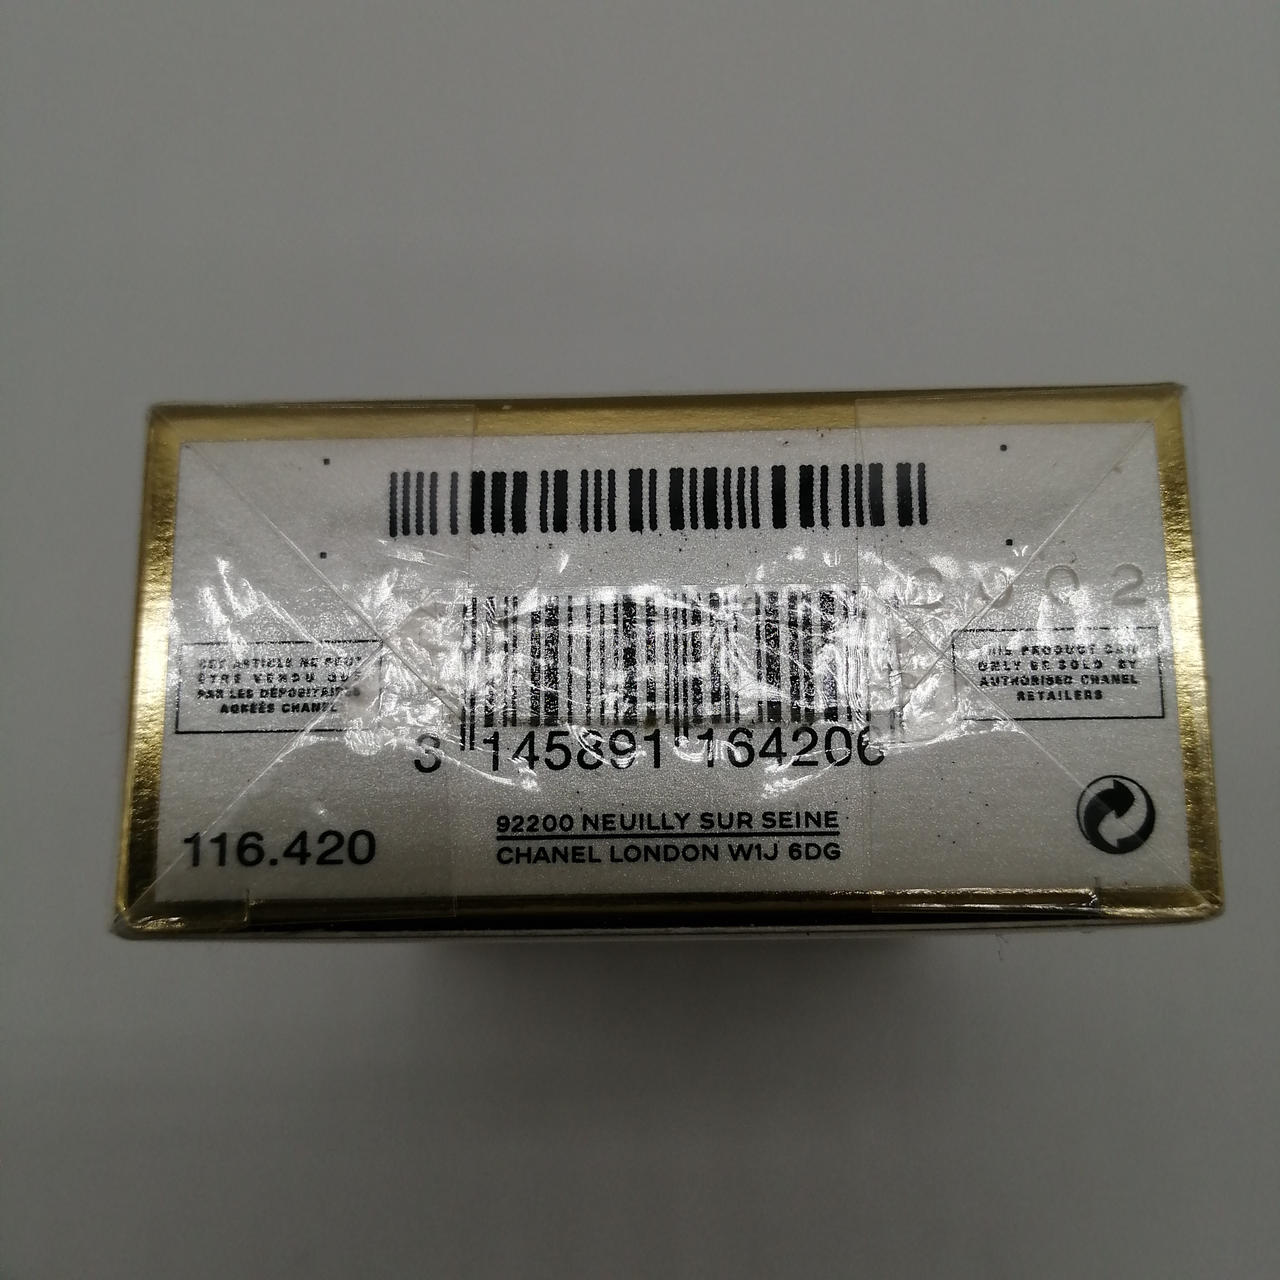 2902
CET ARTICLE NE PEUT
ÊTRE VENDU QUE
PAR LES DÉPOSITAIRES
AGRÉÉS CHANEL
THIS PRODUCT CAN
ONLY BE SOLD BY
AUTHORISED CHANEL
RETAILERS
3 145891 164206
116.420
92200 NEUILLY SUR SEINE
CHANEL LONDON W1J 6DG